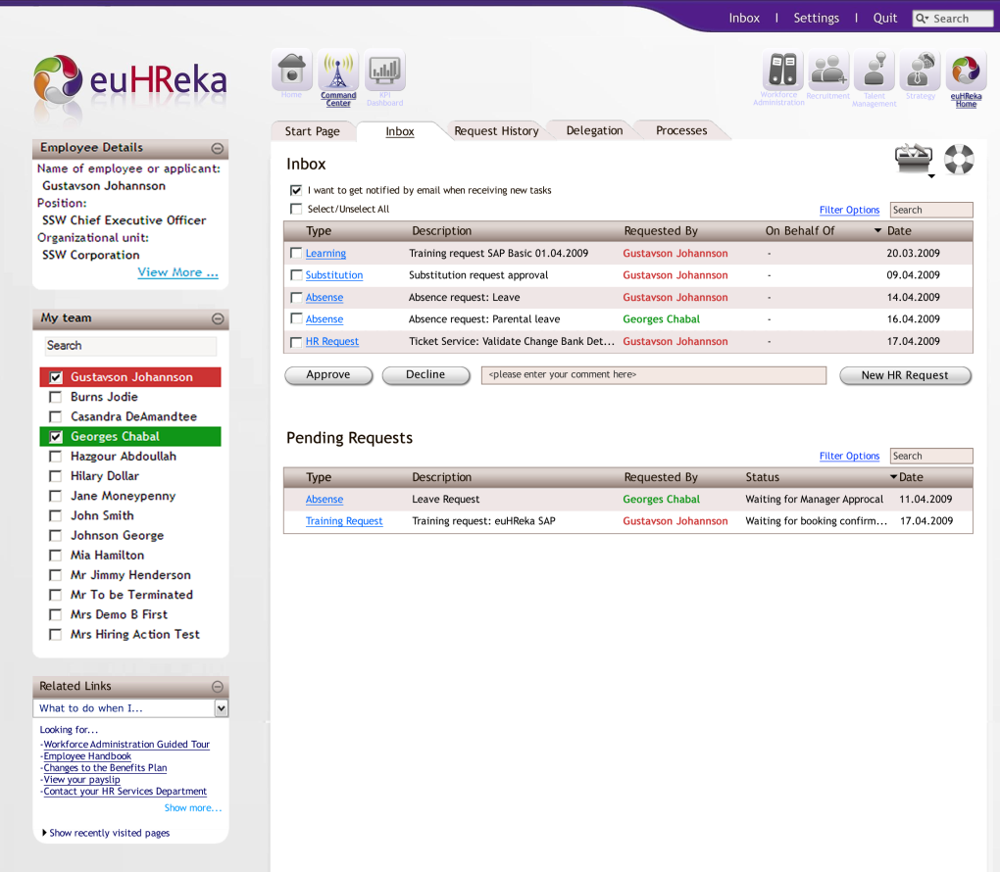 Inbox | Settings | Quit Search
euHReka
Home Command Center KPI Dashboard
Workforce Administration Recruitment Talent Management Strategy euHReka Home
Start Page Inbox Request History Delegation Processes
Employee Details
Name of employee or applicant:
Gustavson Johannson
Position:
SSW Chief Executive Officer
Organizational unit:
SSW Corporation
View More ...
My team
Search
Gustavson Johannson
Burns Jodie
Casandra DeAmandtee
Georges Chabal
Hazgour Abdoullah
Hilary Dollar
Jane Moneypenny
John Smith
Johnson George
Mia Hamilton
Mr Jimmy Henderson
Mr To be Terminated
Mrs Demo B First
Mrs Hiring Action Test
Related Links
What to do when I...
Looking for...
-Workforce Administration Guided Tour
-Employee Handbook
-Changes to the Benefits Plan
-View your payslip
-Contact your HR Services Department
Show more...
Show recently visited pages
Inbox
I want to get notified by email when receiving new tasks
Select/Unselect All
Filter Options Search
Type Description Requested By On Behalf Of Date
Learning Training request SAP Basic 01.04.2009 Gustavson Johannson - 20.03.2009
Substitution Substitution request approval Gustavson Johannson - 09.04.2009
Absense Absence request: Leave Gustavson Johannson - 14.04.2009
Absense Absence request: Parental leave Georges Chabal - 16.04.2009
HR Request Ticket Service: Validate Change Bank Det... Gustavson Johannson - 17.04.2009
Approve Decline <please enter your comment here> New HR Request
Pending Requests
Filter Options Search
Type Description Requested By Status Date
Absense Leave Request Georges Chabal Waiting for Manager Approcal 11.04.2009
Training Request Training request: euHReka SAP Gustavson Johannson Waiting for booking confirm... 17.04.2009